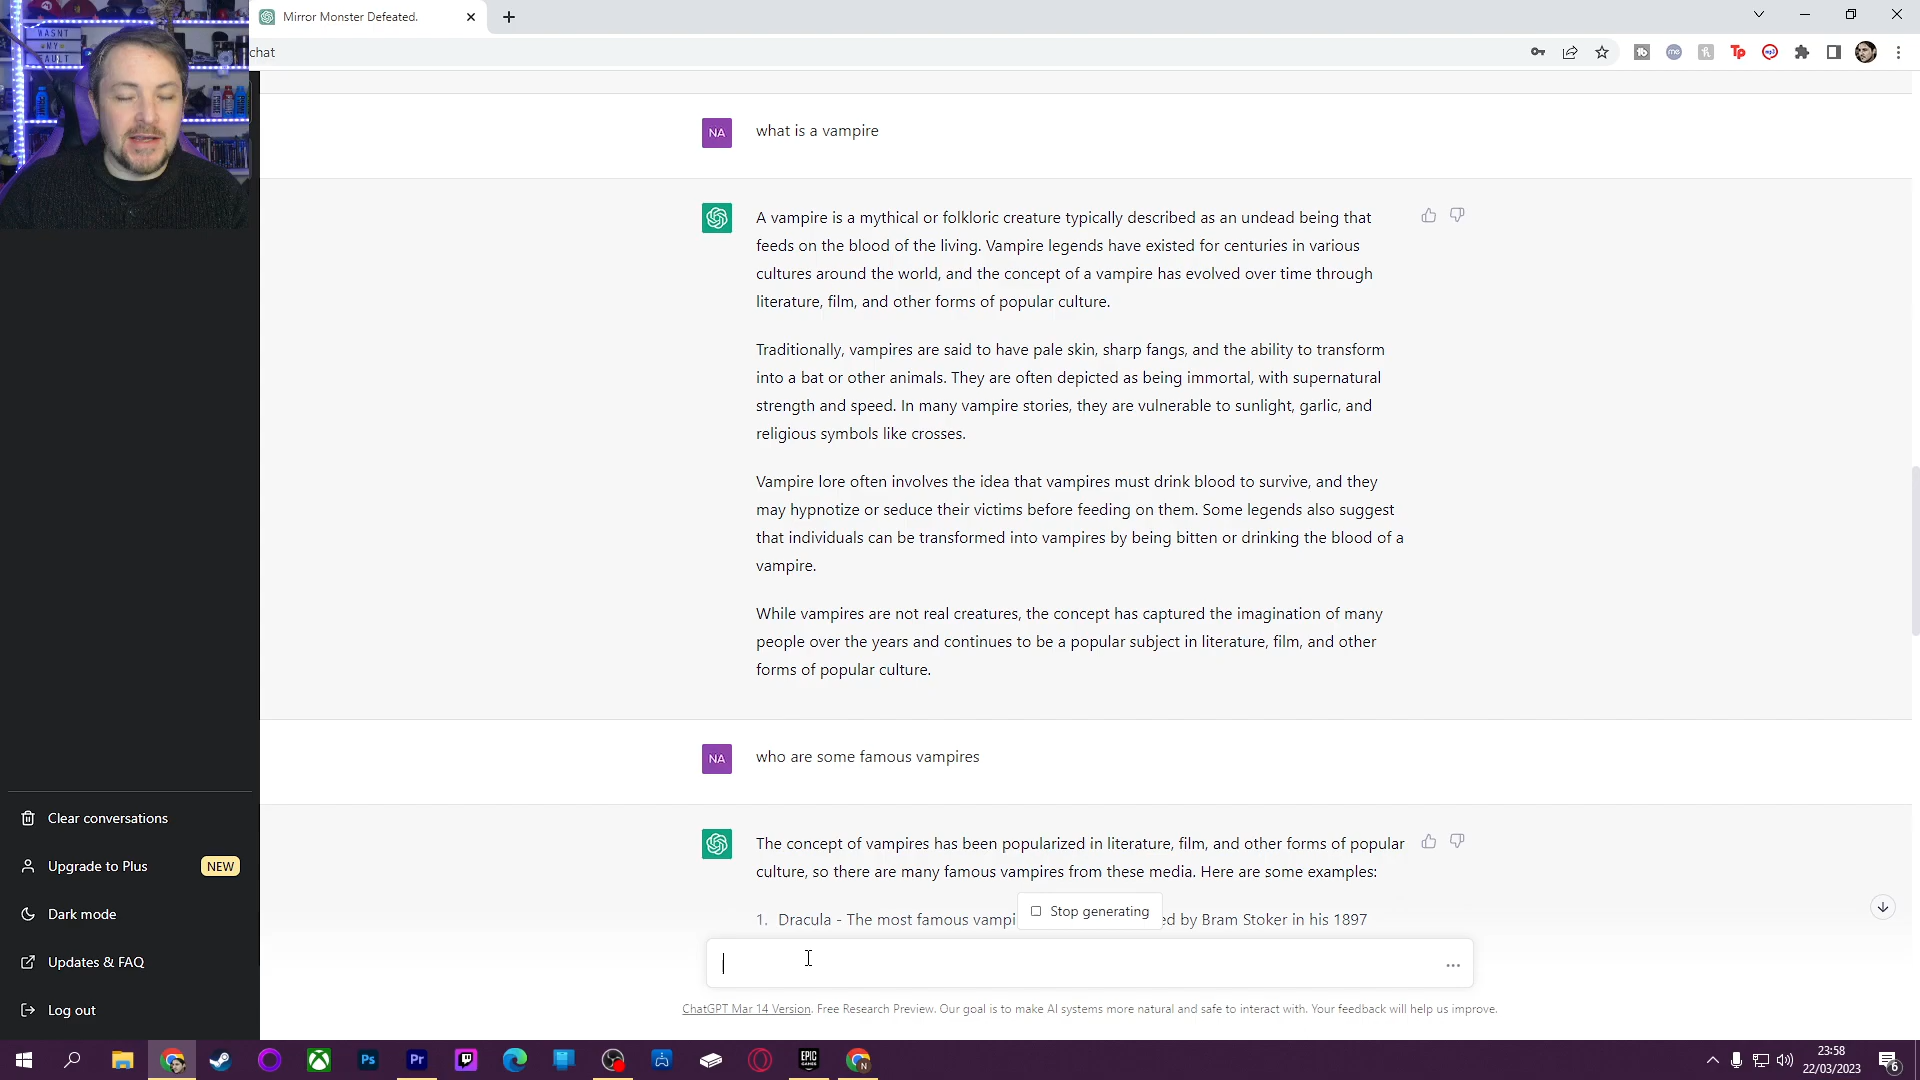 WASNT
MY
FAULT
Mirror Monster Defeated.
chat
NA
what is a vampire
A vampire is a mythical or folkloric creature typically described as an undead being that
feeds on the blood of the living. Vampire legends have existed for centuries in various
cultures around the world, and the concept of a vampire has evolved over time through
literature, film, and other forms of popular culture.
Traditionally, vampires are said to have pale skin, sharp fangs, and the ability to transform
into a bat or other animals. They are often depicted as being immortal, with supernatural
strength and speed. In many vampire stories, they are vulnerable to sunlight, garlic, and
religious symbols like crosses.
Vampire lore often involves the idea that vampires must drink blood to survive, and they
may hypnotize or seduce their victims before feeding on them. Some legends also suggest
that individuals can be transformed into vampires by being bitten or drinking the blood of a
vampire.
While vampires are not real creatures, the concept has captured the imagination of many
people over the years and continues to be a popular subject in literature, film, and other
forms of popular culture.
NA
who are some famous vampires
The concept of vampires has been popularized in literature, film, and other forms of popular
culture, so there are many famous vampires from these media. Here are some examples:
Stop generating
1. Dracula - The most famous vampi ed by Bram Stoker in his 1897
ChatGPT Mar 14 Version. Free Research Preview. Our goal is to make AI systems more natural and safe to interact with. Your feedback will help us improve.
Clear conversations
Upgrade to Plus NEW
Dark mode
Updates & FAQ
Log out
Tp
me
Ps
Pr
EPIC
GAMES
N
23:58
22/03/2023
6